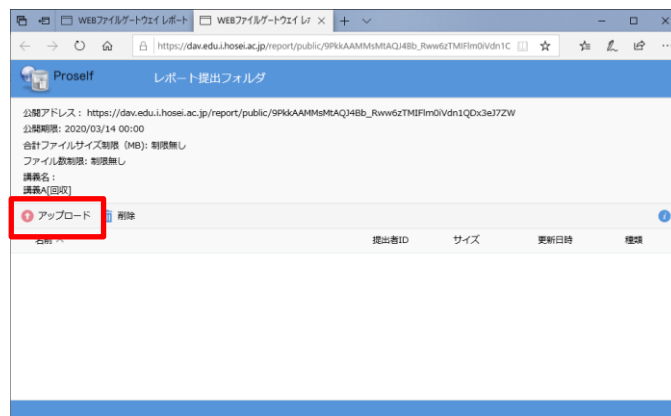 WEBファイルゲートウェイ レポート
WEBファイルゲートウェイ レポ
https://dav.edu.i.hosei.ac.jp/report/public/9PkkAAMMsMtAQJ4Bb_Rww6zTMIFlm0iVdn1C
Proself レポート提出フォルダ
公開アドレス： https://dav.edu.i.hosei.ac.jp/report/public/9PkkAAMMsMtAQJ4Bb_Rww6zTMIFlm0iVdn1QDx3eJ7ZW
公開期限: 2020/03/14 00:00
合計ファイルサイズ制限（MB): 制限無し
ファイル数制限: 制限無し
講義名：
講義A[回収]
アップロード 削除
名前 提出者ID サイズ 更新日時 種類